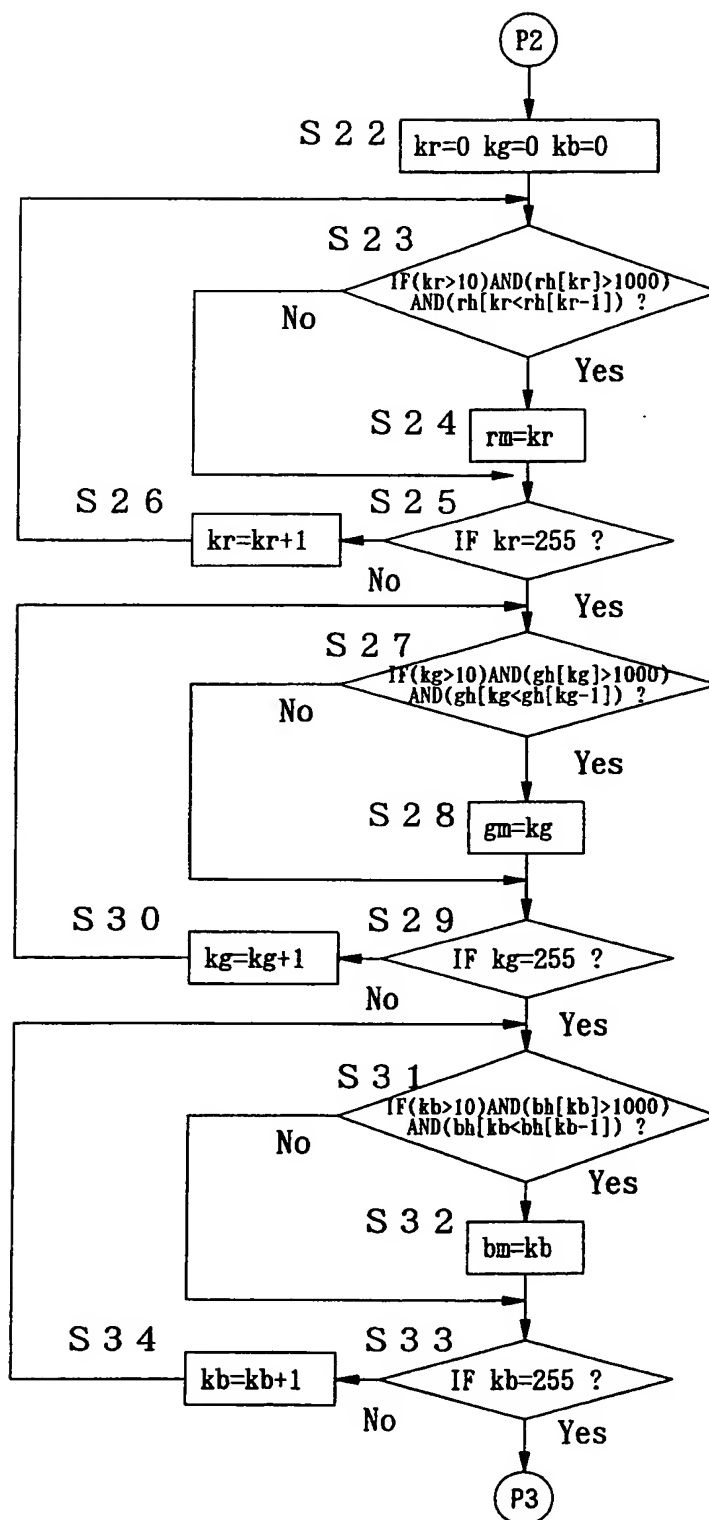 P2
S22
kr=0 kg=0 kb=0
S23
IF(kr>10)AND(rh[kr]>1000)
AND(rh[kr<rh[kr-1]) ?
No
Yes
S24
rm=kr
S26
S25
kr=kr+1
IF kr=255 ?
No
Yes
S27
IF(kg>10)AND(gh[kg]>1000)
AND(gh[kg<gh[kg-1]) ?
No
Yes
S28
gm=kg
S30
S29
kg=kg+1
IF kg=255 ?
No
Yes
S31
IF(kb>10)AND(bh[kb]>1000)
AND(bh[kb<bh[kb-1]) ?
No
Yes
S32
bm=kb
S34
S33
kb=kb+1
IF kb=255 ?
No
Yes
P3